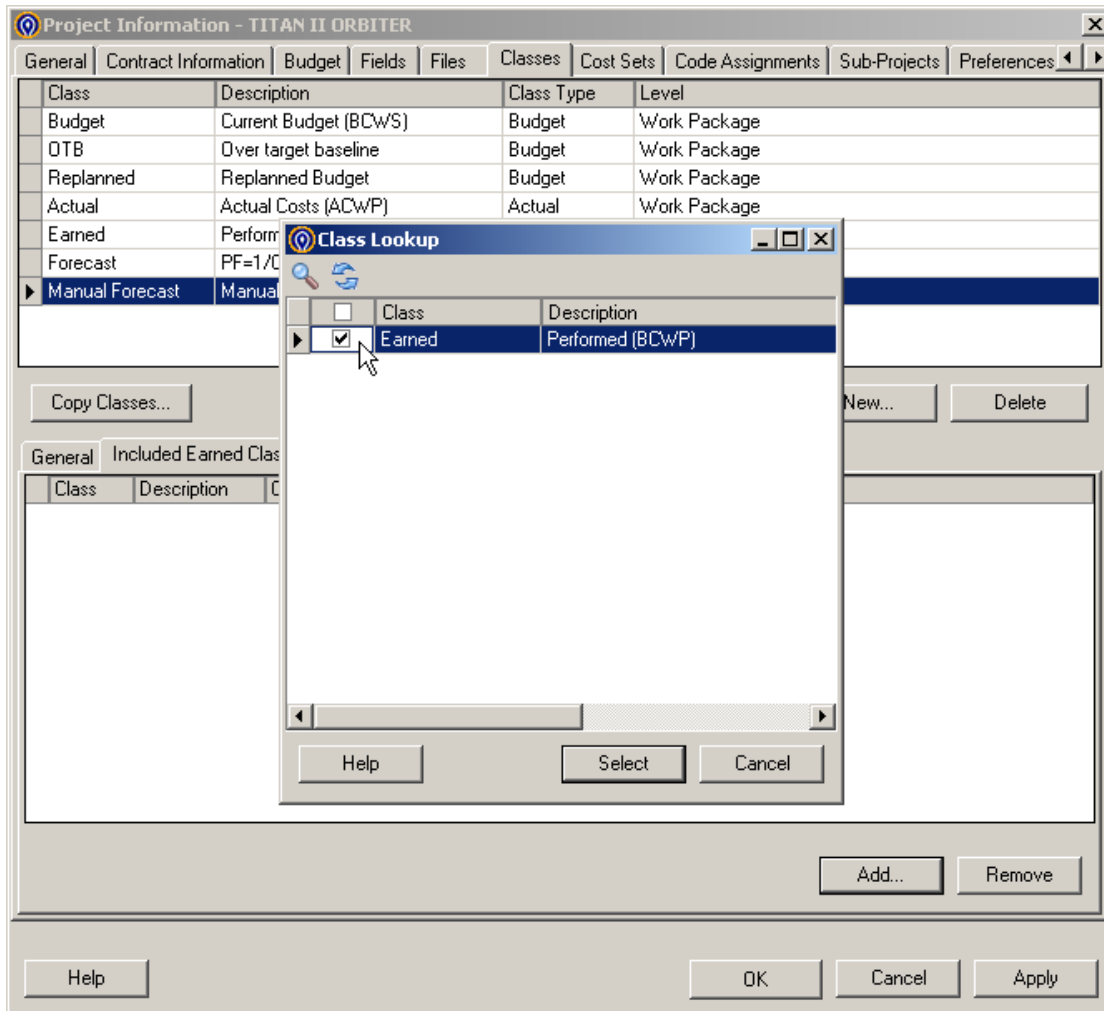 Project Information - TITAN II ORBITER
General Contract Information Budget Fields Files Classes Cost Sets Code Assignments Sub-Projects Preferences
Class Description Class Type Level
Budget Current Budget (BCWS) Budget Work Package
OTB Over target baseline Budget Work Package
Replanned Replanned Budget Budget Work Package
Actual Actual Costs (ACWP) Actual Work Package
Earned Perform
Forecast PF=1/
Manual Forecast Manual
Class Lookup
Class Description
Earned Performed (BCWP)
Copy Classes... New... Delete
General Included Earned Clas
Class Description
Help Select Cancel
Add... Remove
Help OK Cancel Apply